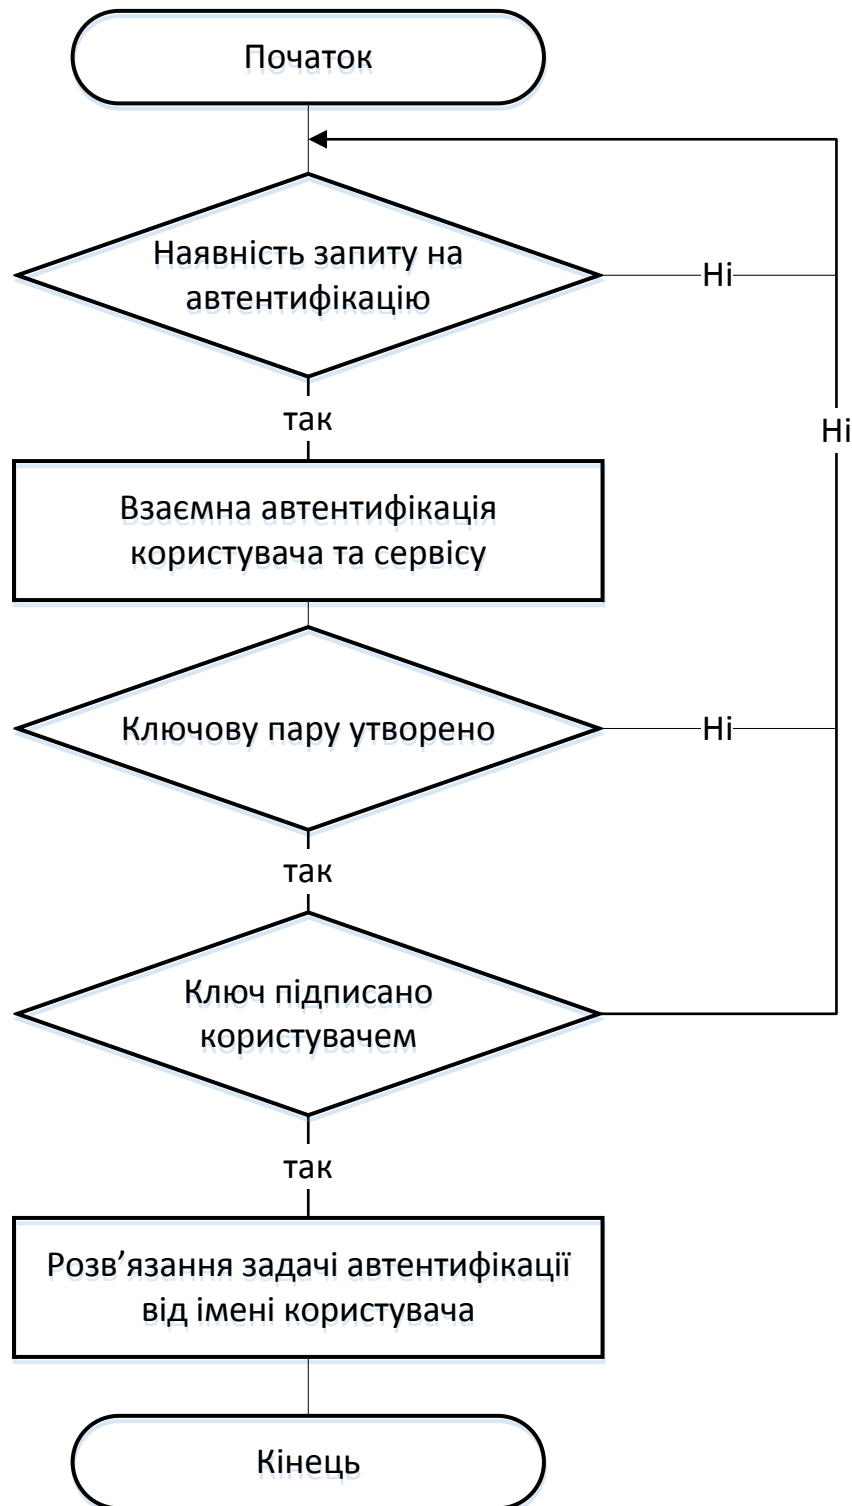 Початок
Наявність запиту на
автентифікацію
Ні
так
Ні
Взаємна автентифікація
користувача та сервісу
Ключову пару утворено
Ні
так
Ключ підписано
користувачем
так
Розв’язання задачі автентифікації
від імені користувача
Кінець